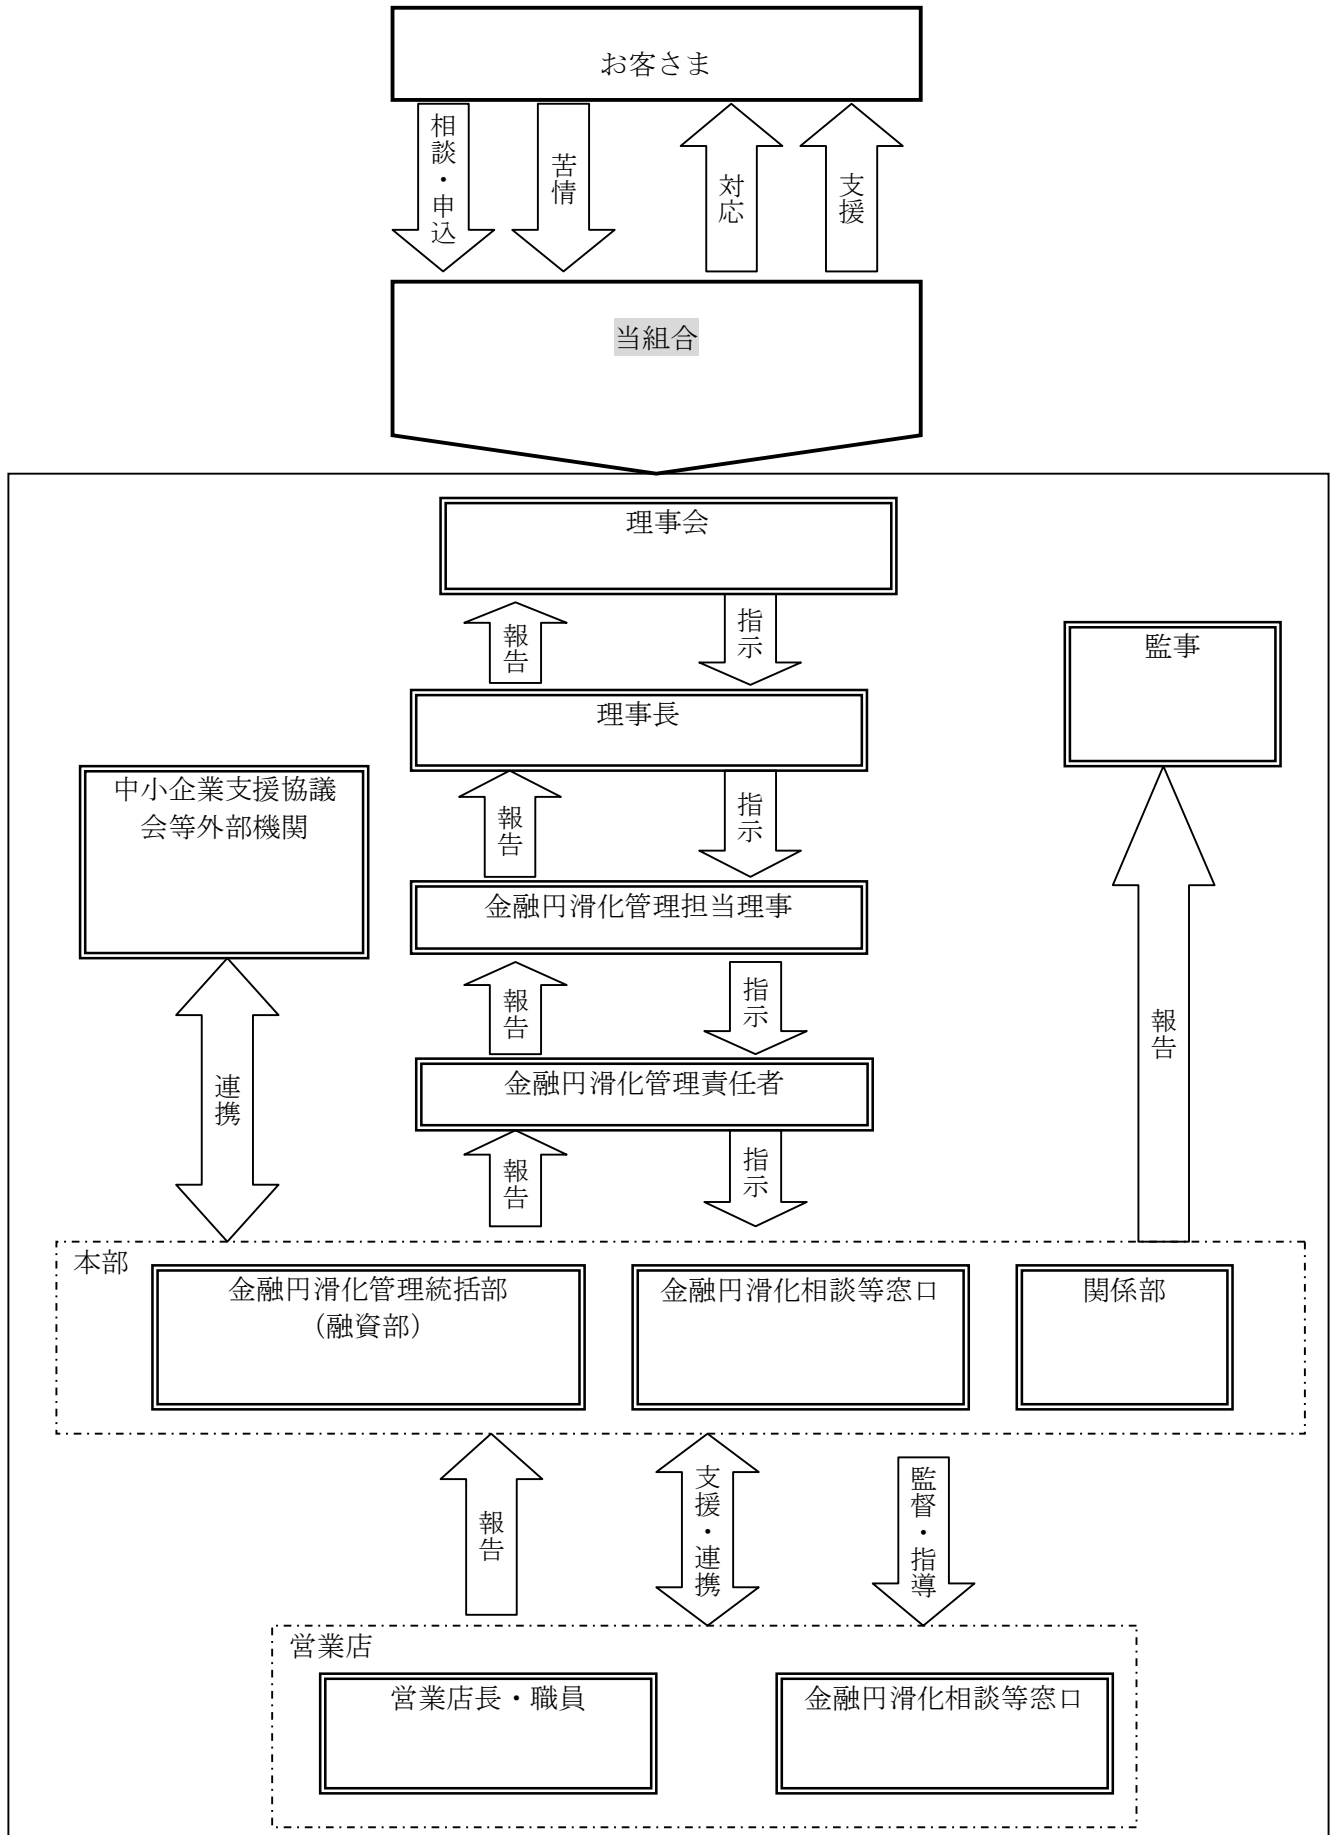 お客さま
相談・申込
苦情
対応
支援
当組合
理事会
報告
指示
監事
理事長
中小企業支援協議
会等外部機関
報告
指示
金融円滑化管理担当理事
報告
指示
連携
報告
金融円滑化管理責任者
報告
指示
本部
金融円滑化管理統括部
（融資部）
金融円滑化相談等窓口
関係部
報告
支援・連携
監督・指導
営業店
営業店長・職員
金融円滑化相談等窓口